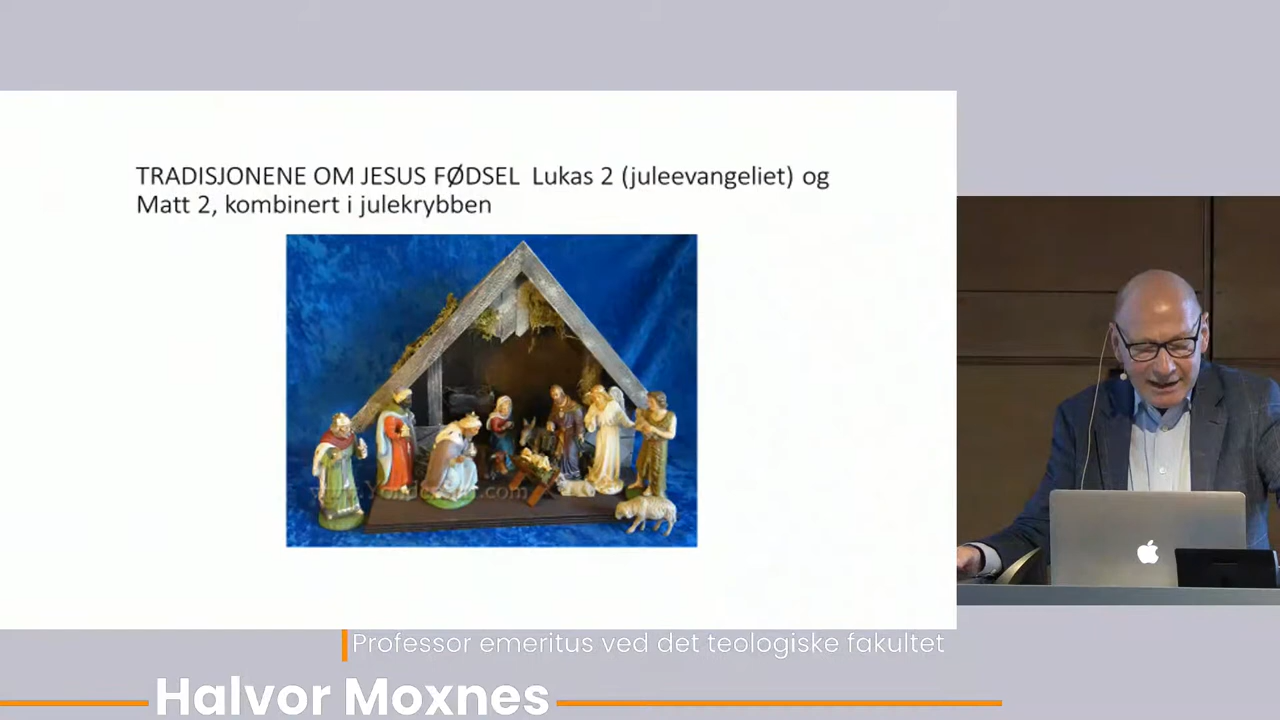 TRADISJONENE OM JESUS FØDSEL Lukas 2 (juleevangeliet) og
Matt 2, kombinert i julekrybben
Professor emeritus ved det teologiske fakultet
Halvor Moxnes